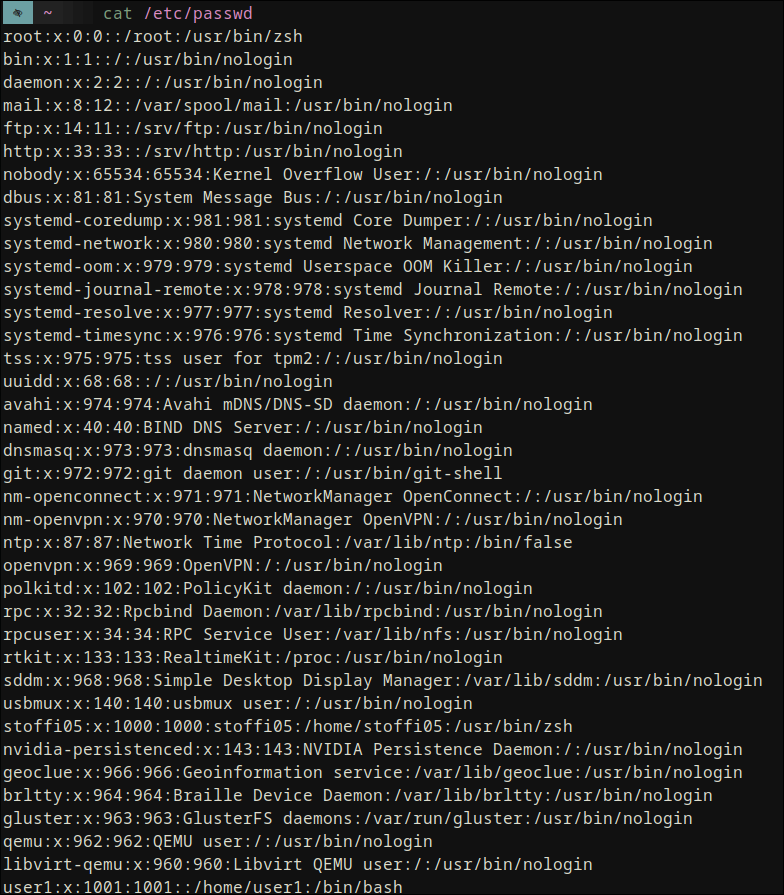 ~ cat /etc/passwd
root:x:0:0::/root:/usr/bin/zsh
bin:x:1:1::/:/usr/bin/nologin
daemon:x:2:2::/:/usr/bin/nologin
mail:x:8:12::/var/spool/mail:/usr/bin/nologin
ftp:x:14:11::/srv/ftp:/usr/bin/nologin
http:x:33:33::/srv/http:/usr/bin/nologin
nobody:x:65534:65534:Kernel Overflow User:/:/usr/bin/nologin
dbus:x:81:81:System Message Bus:/:/usr/bin/nologin
systemd-coredump:x:981:981:systemd Core Dumper:/:/usr/bin/nologin
systemd-network:x:980:980:systemd Network Management:/:/usr/bin/nologin
systemd-oom:x:979:979:systemd Userspace OOM Killer:/:/usr/bin/nologin
systemd-journal-remote:x:978:978:systemd Journal Remote:/:/usr/bin/nologin
systemd-resolve:x:977:977:systemd Resolver:/:/usr/bin/nologin
systemd-timesync:x:976:976:systemd Time Synchronization:/:/usr/bin/nologin
tss:x:975:975:tss user for tpm2:/:/usr/bin/nologin
uuidd:x:68:68::/:/usr/bin/nologin
avahi:x:974:974:Avahi mDNS/DNS-SD daemon:/:/usr/bin/nologin
named:x:40:40:BIND DNS Server:/:/usr/bin/nologin
dnsmasq:x:973:973:dnsmasq daemon:/:/usr/bin/nologin
git:x:972:972:git daemon user:/:/usr/bin/git-shell
nm-openconnect:x:971:971:NetworkManager OpenConnect:/:/usr/bin/nologin
nm-openvpn:x:970:970:NetworkManager OpenVPN:/:/usr/bin/nologin
ntp:x:87:87:Network Time Protocol:/var/lib/ntp:/bin/false
openvpn:x:969:969:OpenVPN:/:/usr/bin/nologin
polkitd:x:102:102:PolicyKit daemon:/:/usr/bin/nologin
rpc:x:32:32:Rpcbind Daemon:/var/lib/rpcbind:/usr/bin/nologin
rpcuser:x:34:34:RPC Service User:/var/lib/nfs:/usr/bin/nologin
rtkit:x:133:133:RealtimeKit:/proc:/usr/bin/nologin
sddm:x:968:968:Simple Desktop Display Manager:/var/lib/sddm:/usr/bin/nologin
usbmux:x:140:140:usbmux user:/:/usr/bin/nologin
stoffi05:x:1000:1000:stoffi05:/home/stoffi05:/usr/bin/zsh
nvidia-persistenced:x:143:143:NVIDIA Persistence Daemon:/:/usr/bin/nologin
geoclue:x:966:966:Geoinformation service:/var/lib/geoclue:/usr/bin/nologin
brltty:x:964:964:Braille Device Daemon:/var/lib/brltty:/usr/bin/nologin
gluster:x:963:963:GlusterFS daemons:/var/run/gluster:/usr/bin/nologin
qemu:x:962:962:QEMU user:/:/usr/bin/nologin
libvirt-qemu:x:960:960:Libvirt QEMU user:/:/usr/bin/nologin
user1:x:1001:1001::/home/user1:/bin/bash